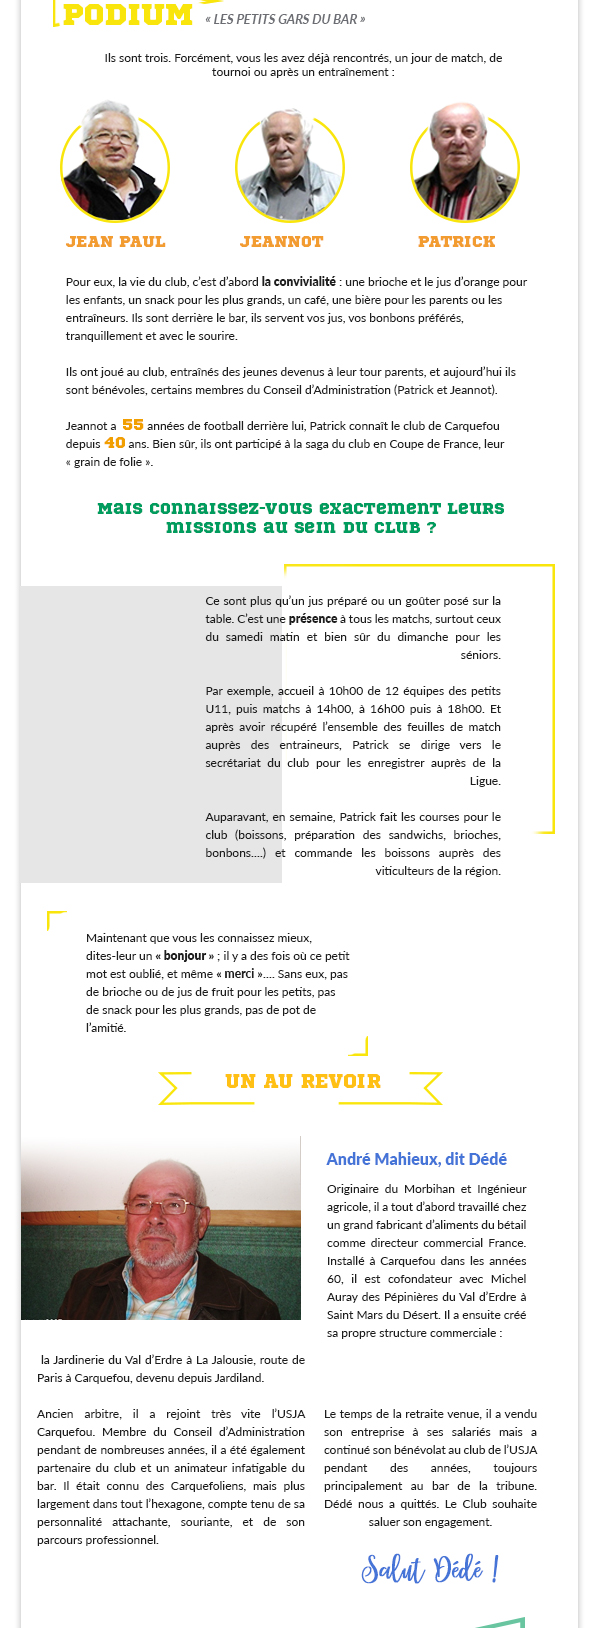 PODIUM
« LES PETITS GARS DU BAR »
Ils sont trois. Forcément, vous les avez déjà rencontrés, un jour de match, de
tournoi ou après un entraînement :
JEAN PAUL
JEANNOT
PATRICK
Pour eux, la vie du club, c’est d’abord la convivialité : une brioche et le jus d’orange pour
les enfants, un snack pour les plus grands, un café, une bière pour les parents ou les
entraîneurs. Ils sont derrière le bar, ils servent vos jus, vos bonbons préférés,
tranquillement et avec le sourire.
Ils ont joué au club, entraînés des jeunes devenus à leur tour parents, et aujourd’hui ils
sont bénévoles, certains membres du Conseil d’Administration (Patrick et Jeannot).
Jeannot a 55 années de football derrière lui, Patrick connaît le club de Carquefou
depuis 40 ans. Bien sûr, ils ont participé à la saga du club en Coupe de France, leur
« grain de folie ».
Mais connaissez-vous exactement leurs
missions au sein du club ?
Ce sont plus qu’un jus préparé ou un goûter posé sur la
table. C’est une présence à tous les matchs, surtout ceux
du samedi matin et bien sûr du dimanche pour les
séniors.
Par exemple, accueil à 10h00 de 12 équipes des petits
U11, puis matchs à 14h00, à 16h00 puis à 18h00. Et
après avoir récupéré l’ensemble des feuilles de match
auprès des entraineurs, Patrick se dirige vers le
secrétariat du club pour les enregistrer auprès de la
Ligue.
Auparavant, en semaine, Patrick fait les courses pour le
club (boissons, préparation des sandwichs, brioches,
bonbons....) et commande les boissons auprès des
viticulteurs de la région.
Maintenant que vous les connaissez mieux,
dites-leur un « bonjour » ; il y a des fois où ce petit
mot est oublié, et même « merci ».... Sans eux, pas
de brioche ou de jus de fruit pour les petits, pas
de snack pour les plus grands, pas de pot de
l’amitié.
UN AU REVOIR
André Mahieux, dit Dédé
Originaire du Morbihan et Ingénieur
agricole, il a tout d’abord travaillé chez
un grand fabricant d’aliments du bétail
comme directeur commercial France.
Installé à Carquefou dans les années
60, il est cofondateur avec Michel
Auray des Pépinières du Val d’Erdre à
Saint Mars du Désert. Il a ensuite créé
sa propre structure commerciale :
la Jardinerie du Val d’Erdre à La Jalousie, route de
Paris à Carquefou, devenu depuis Jardiland.
Ancien arbitre, il a rejoint très vite l’USJA
Carquefou. Membre du Conseil d’Administration
pendant de nombreuses années, il a été également
partenaire du club et un animateur infatigable du
bar. Il était connu des Carquefoliens, mais plus
largement dans tout l’hexagone, compte tenu de sa
personnalité attachante, souriante, et de son
parcours professionnel.
Le temps de la retraite venue, il a vendu
son entreprise à ses salariés mais a
continué son bénévolat au club de l’USJA
pendant des années, toujours
principalement au bar de la tribune.
Dédé nous a quittés. Le Club souhaite
saluer son engagement.
Salut Dédé !